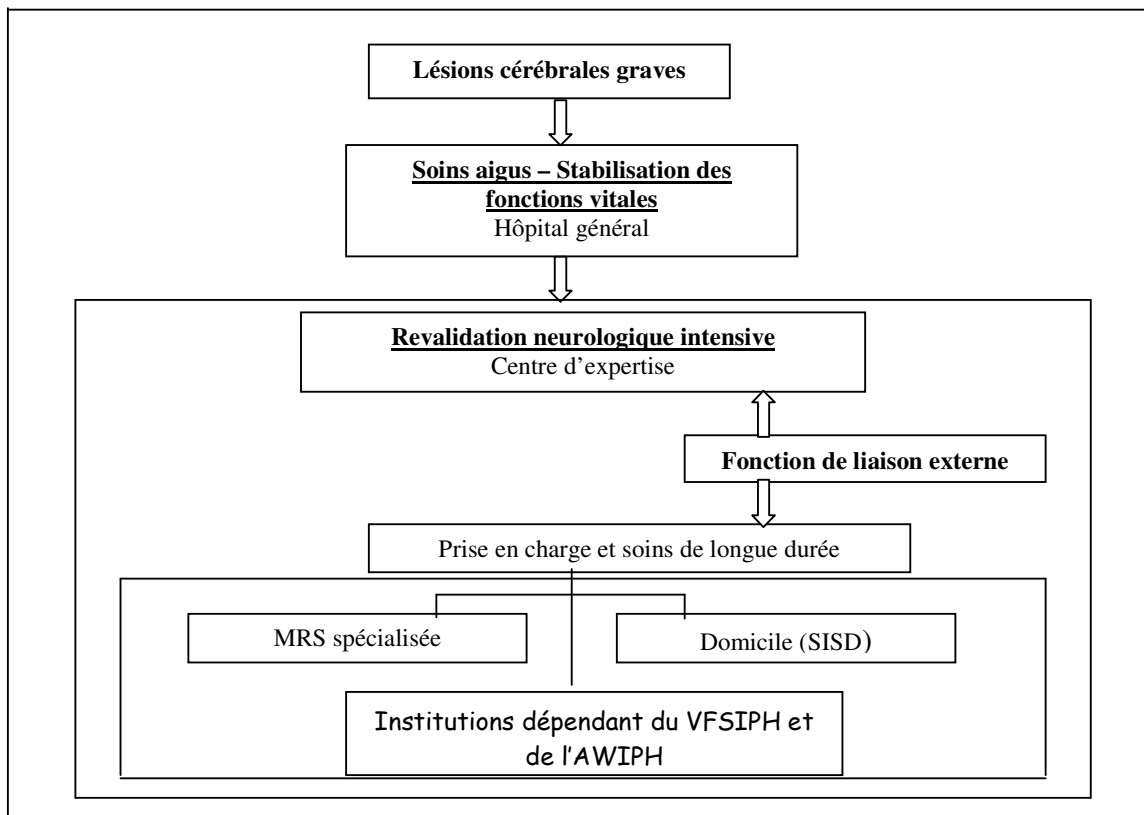 Lésions cérébrales graves
Soins aigus – Stabilisation des
fonctions vitales
Hôpital général
Revalidation neurologique intensive
Centre d’expertise
Fonction de liaison externe
Prise en charge et soins de longue durée
MRS spécialisée
Domicile (SISD)
Institutions dépendant du VFSIPH et
de l’AWIPH